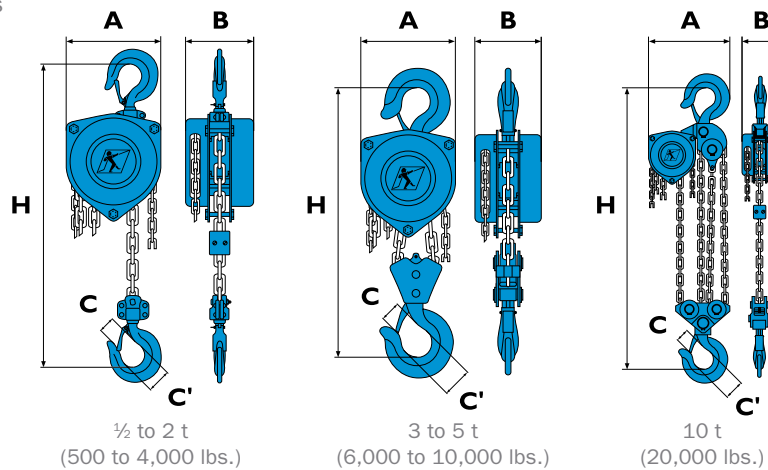 A B A B A B
H H H
C C C
C' C' C'
½ to 2 t 3 to 5 t 10 t
(500 to 4,000 lbs.) (6,000 to 10,000 lbs.) (20,000 lbs.)